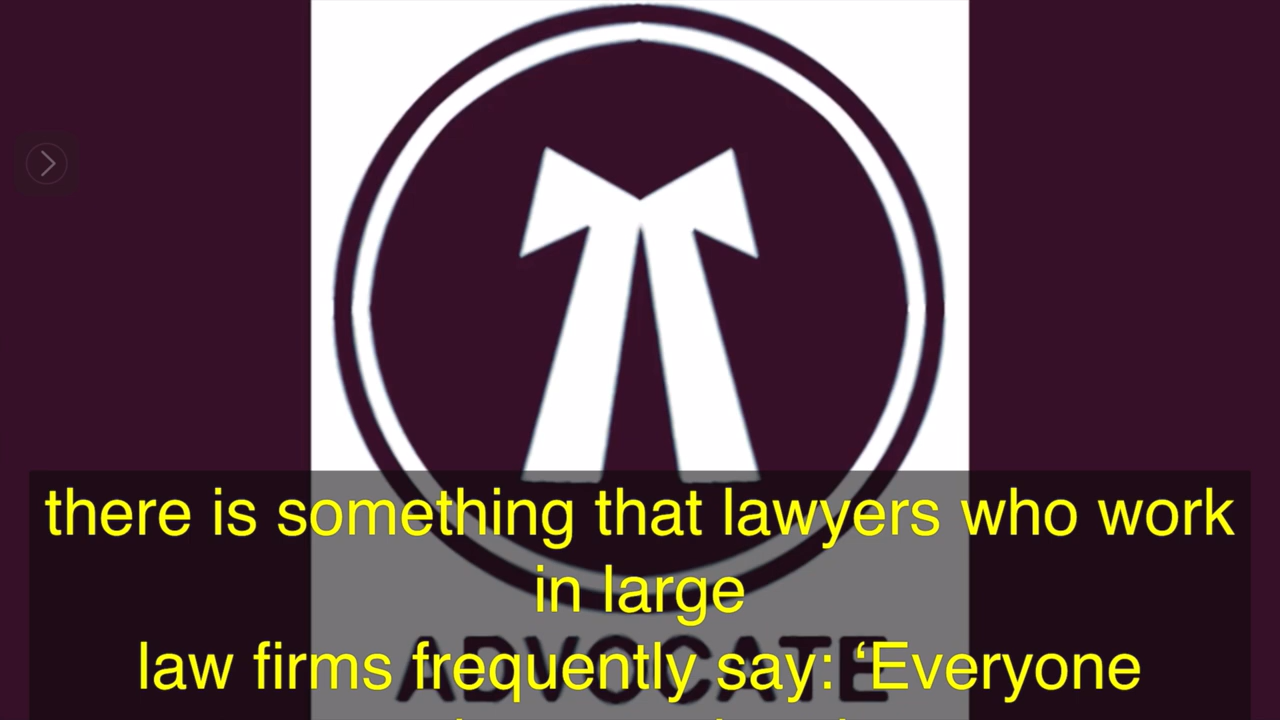 there is something that lawyers who work
in large
law firms frequently say: ‘Everyone
ADVOCATE